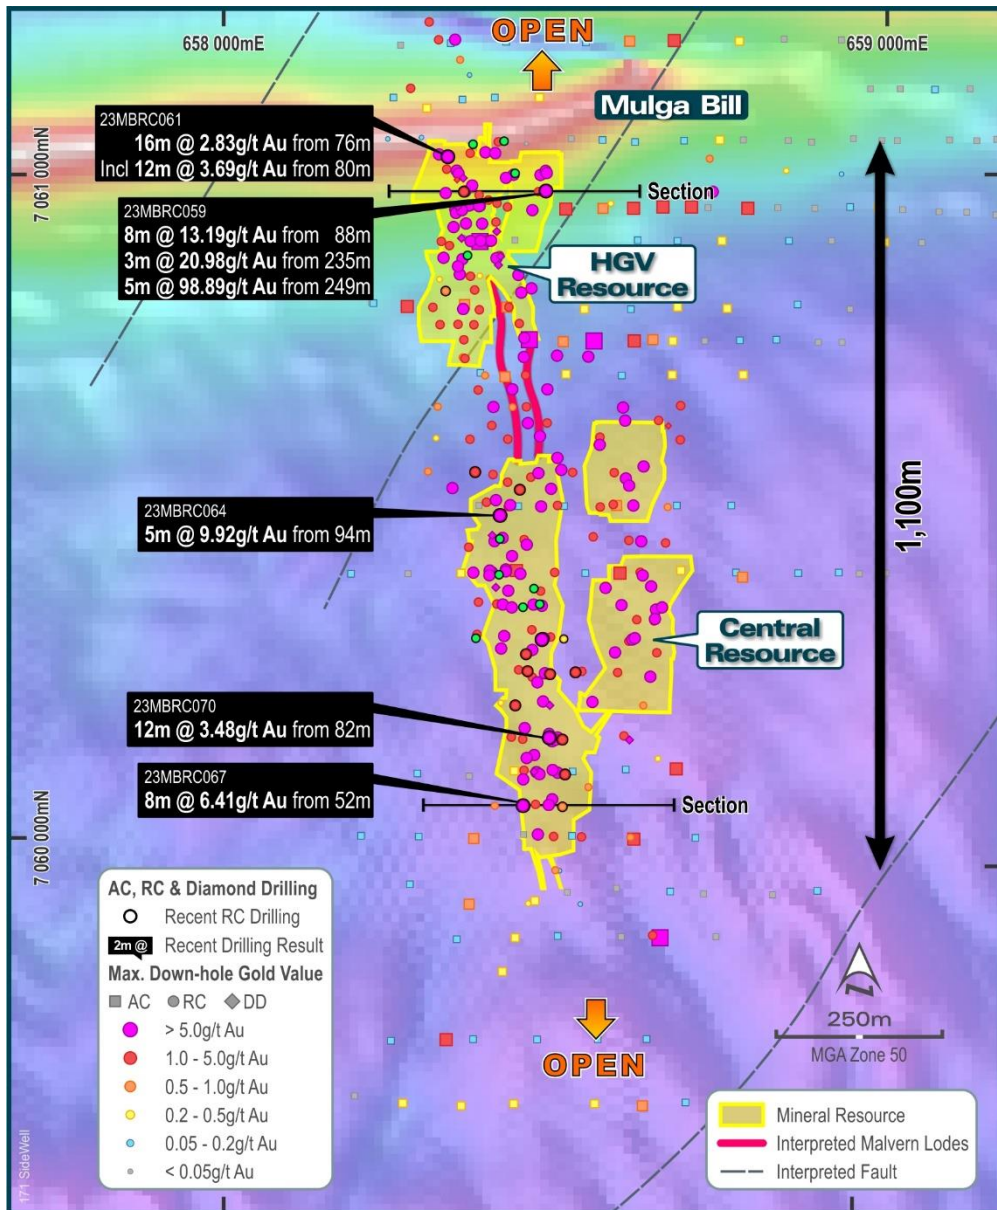 658 000mE
OPEN
659 000mE
Mulga Bill
23MBRC061
16m @ 2.83g/t Au from 76m
Incl 12m @ 3.69g/t Au from 80m
7 061 000mN
Section
23MBRC059
8m @ 13.19g/t Au from 88m
3m @ 20.98g/t Au from 235m
5m @ 98.89g/t Au from 249m
HGV
Resource
1,100m
23MBRC064
5m @ 9.92g/t Au from 94m
Central
Resource
23MBRC070
12m @ 3.48g/t Au from 82m
23MBRC067
8m @ 6.41g/t Au from 52m
Section
7 060 000mN
AC, RC & Diamond Drilling
Recent RC Drilling
2m @ Recent Drilling Result
Max. Down-hole Gold Value
AC RC DD
> 5.0g/t Au
1.0 - 5.0g/t Au
0.5 - 1.0g/t Au
0.2 - 0.5g/t Au
0.05 - 0.2g/t Au
< 0.05g/t Au
171 SideWell
OPEN
N
250m
MGA Zone 50
Mineral Resource
Interpreted Malvern Lodes
Interpreted Fault